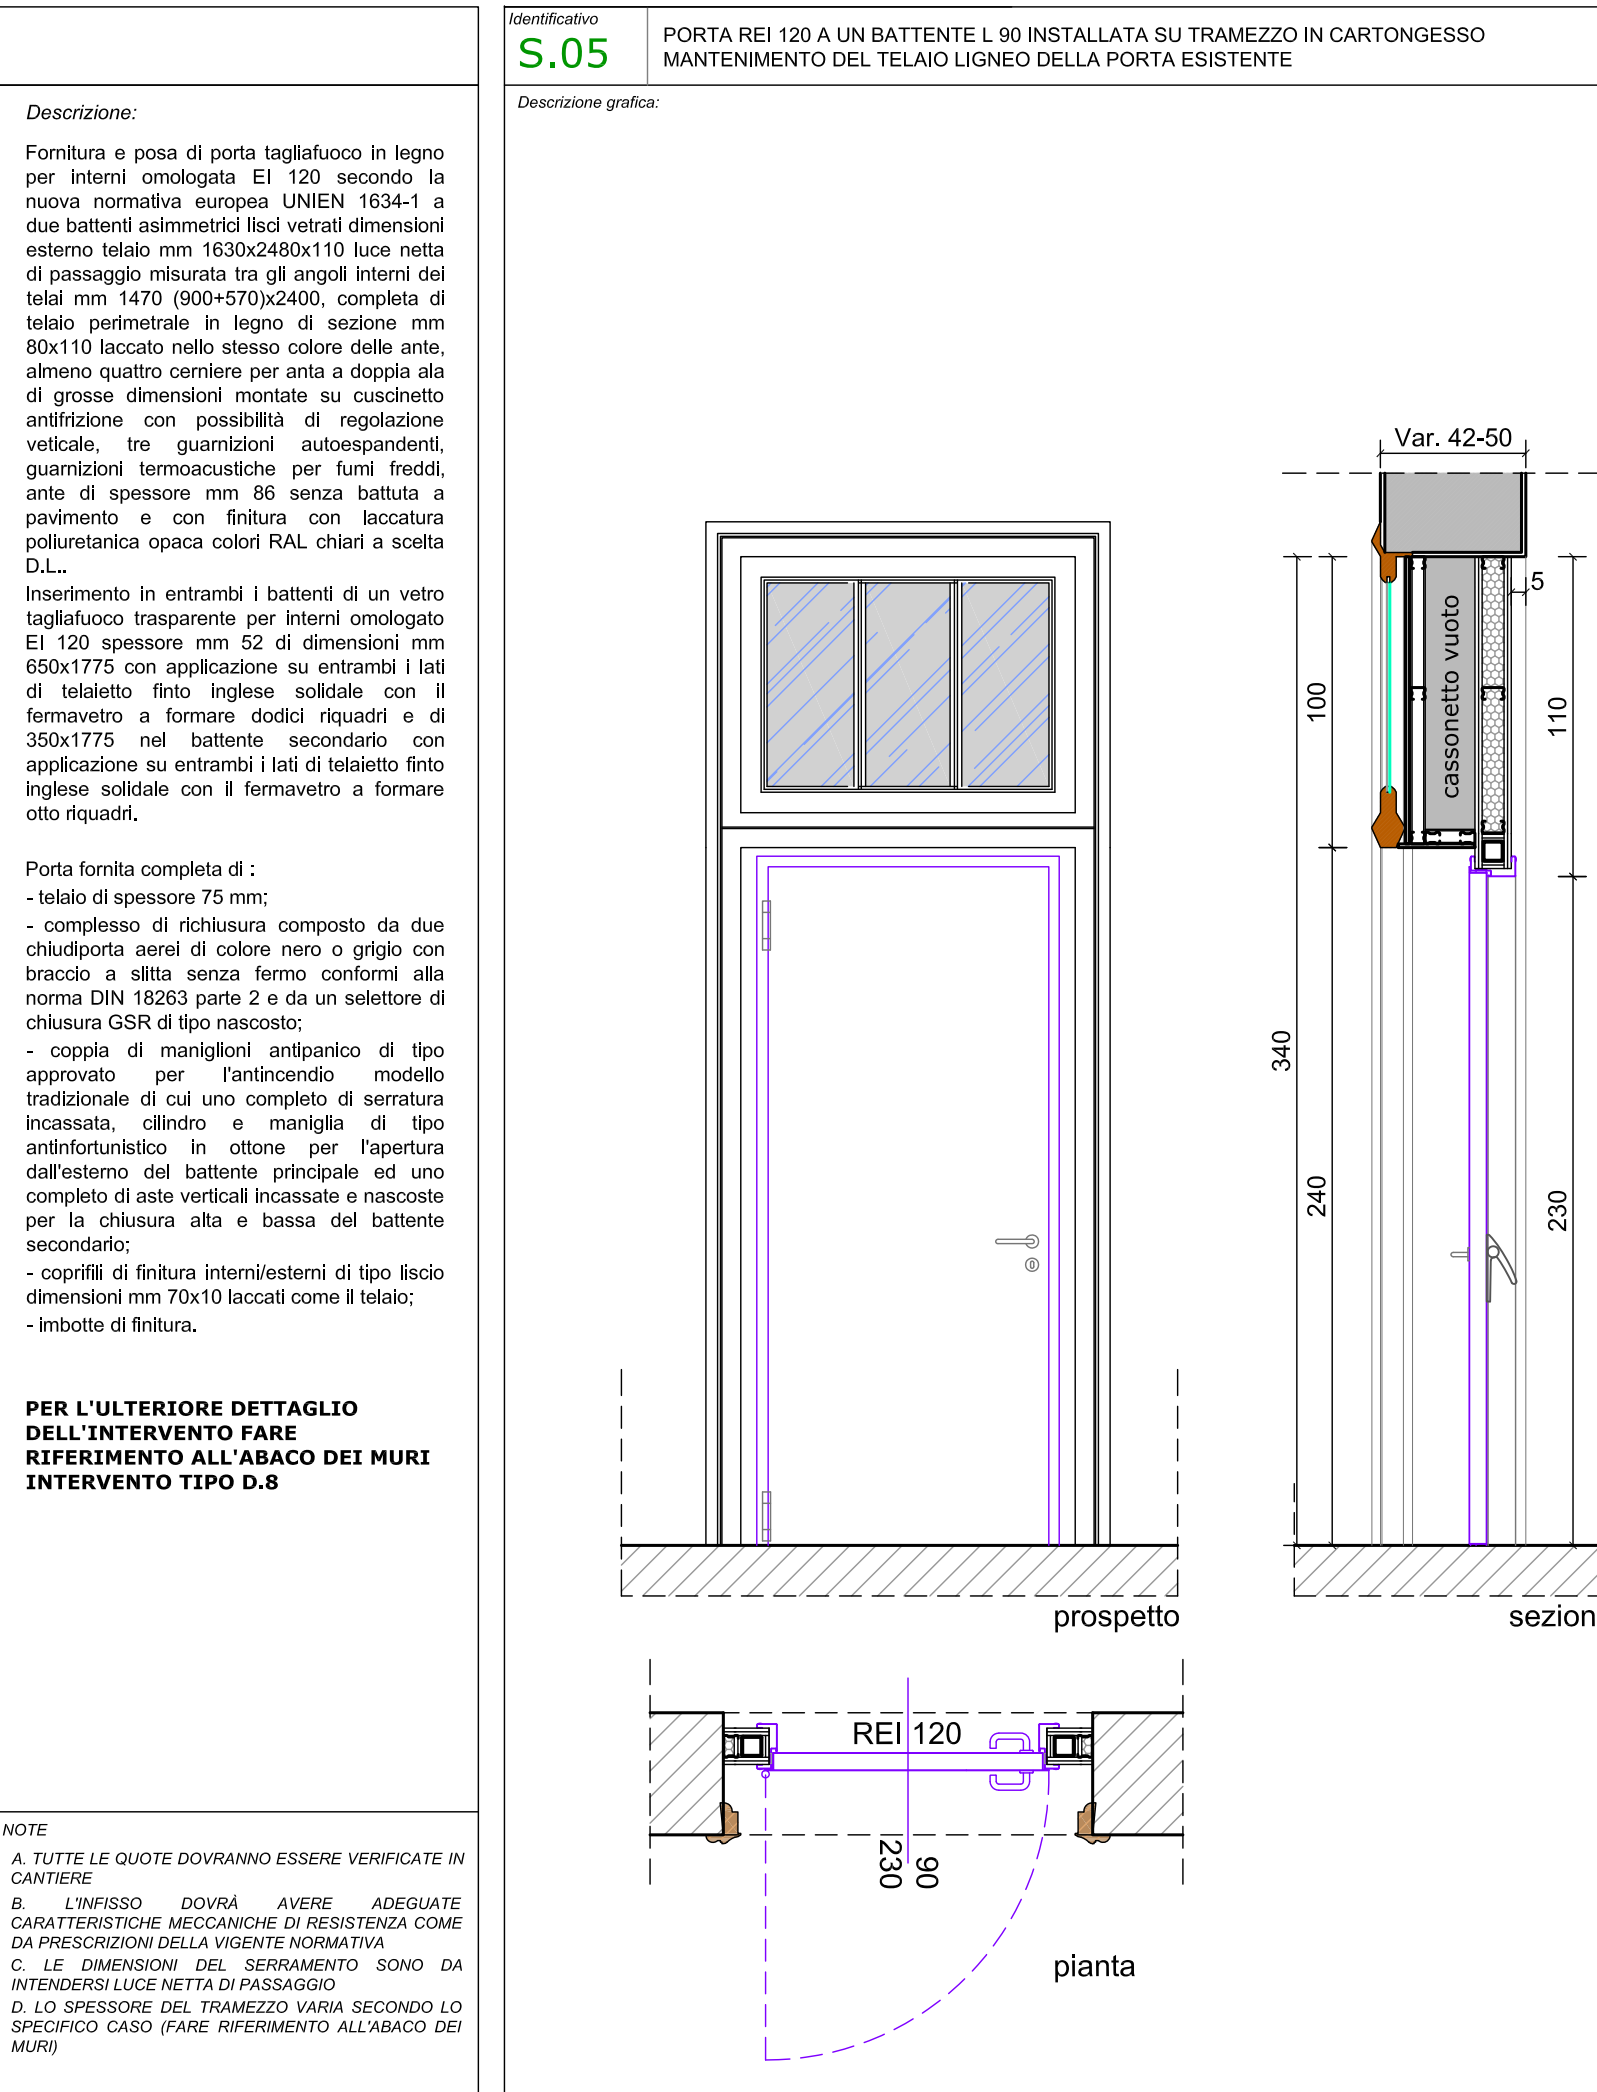 Descrizione:
Fornitura e posa di porta tagliafuoco in legno
per interni omologata EI 120 secondo la
nuova normativa europea UNIEN 1634-1 a
due battenti asimmetrici lisci vetrati dimensioni
esterno telaio mm 1630x2480x110 luce netta
di passaggio misurata tra gli angoli interni dei
telai mm 1470 (900+570)x2400, completa di
telaio perimetrale in legno di sezione mm
80x110 laccato nello stesso colore delle ante,
almeno quattro cerniere per anta a doppia ala
di grosse dimensioni montate su cuscinetto
antifrizione con possibilità di regolazione
veticale, tre guarnizioni autoespandenti,
guarnizioni termoacustiche per fumi freddi,
ante di spessore mm 86 senza battuta a
pavimento e con finitura con laccatura
poliuretanica opaca colori RAL chiari a scelta
D.L..
Inserimento in entrambi i battenti di un vetro
tagliafuoco trasparente per interni omologato
EI 120 spessore mm 52 di dimensioni mm
650x1775 con applicazione su entrambi i lati
di telaietto finto inglese solidale con il
fermavetro a formare dodici riquadri e di
350x1775 nel battente secondario con
applicazione su entrambi i lati di telaietto finto
inglese solidale con il fermavetro a formare
otto riquadri.
Porta fornita completa di :
- telaio di spessore 75 mm;
- complesso di richiusura composto da due
chiudiporta aerei di colore nero o grigio con
braccio a slitta senza fermo conformi alla
norma DIN 18263 parte 2 e da un selettore di
chiusura GSR di tipo nascosto;
- coppia di maniglioni antipanico di tipo
approvato per l'antincendio modello
tradizionale di cui uno completo di serratura
incassata, cilindro e maniglia di tipo
antinfortunistico in ottone per l'apertura
dall'esterno del battente principale ed uno
completo di aste verticali incassate e nascoste
per la chiusura alta e bassa del battente
secondario;
- coprifili di finitura interni/esterni di tipo liscio
dimensioni mm 70x10 laccati come il telaio;
- imbotte di finitura.
PER L'ULTERIORE DETTAGLIO
DELL'INTERVENTO FARE
RIFERIMENTO ALL'ABACO DEI MURI
INTERVENTO TIPO D.8
NOTE
A. TUTTE LE QUOTE DOVRANNO ESSERE VERIFICATE IN
CANTIERE
B. L'INFISSO DOVRÀ AVERE ADEGUATE
CARATTERISTICHE MECCANICHE DI RESISTENZA COME
DA PRESCRIZIONI DELLA VIGENTE NORMATIVA
C. LE DIMENSIONI DEL SERRAMENTO SONO DA
INTENDERSI LUCE NETTA DI PASSAGGIO
D. LO SPESSORE DEL TRAMEZZO VARIA SECONDO LO
SPECIFICO CASO (FARE RIFERIMENTO ALL'ABACO DEI
MURI)
Identificativo
S.05
PORTA REI 120 A UN BATTENTE L 90 INSTALLATA SU TRAMEZZO IN CARTONGESSO
MANTENIMENTO DEL TELAIO LIGNEO DELLA PORTA ESISTENTE
Descrizione grafica:
Var. 42-50
5
cassonetto vuoto
100
110
340
240
230
prospetto
sezion
REI 120
90
230
pianta